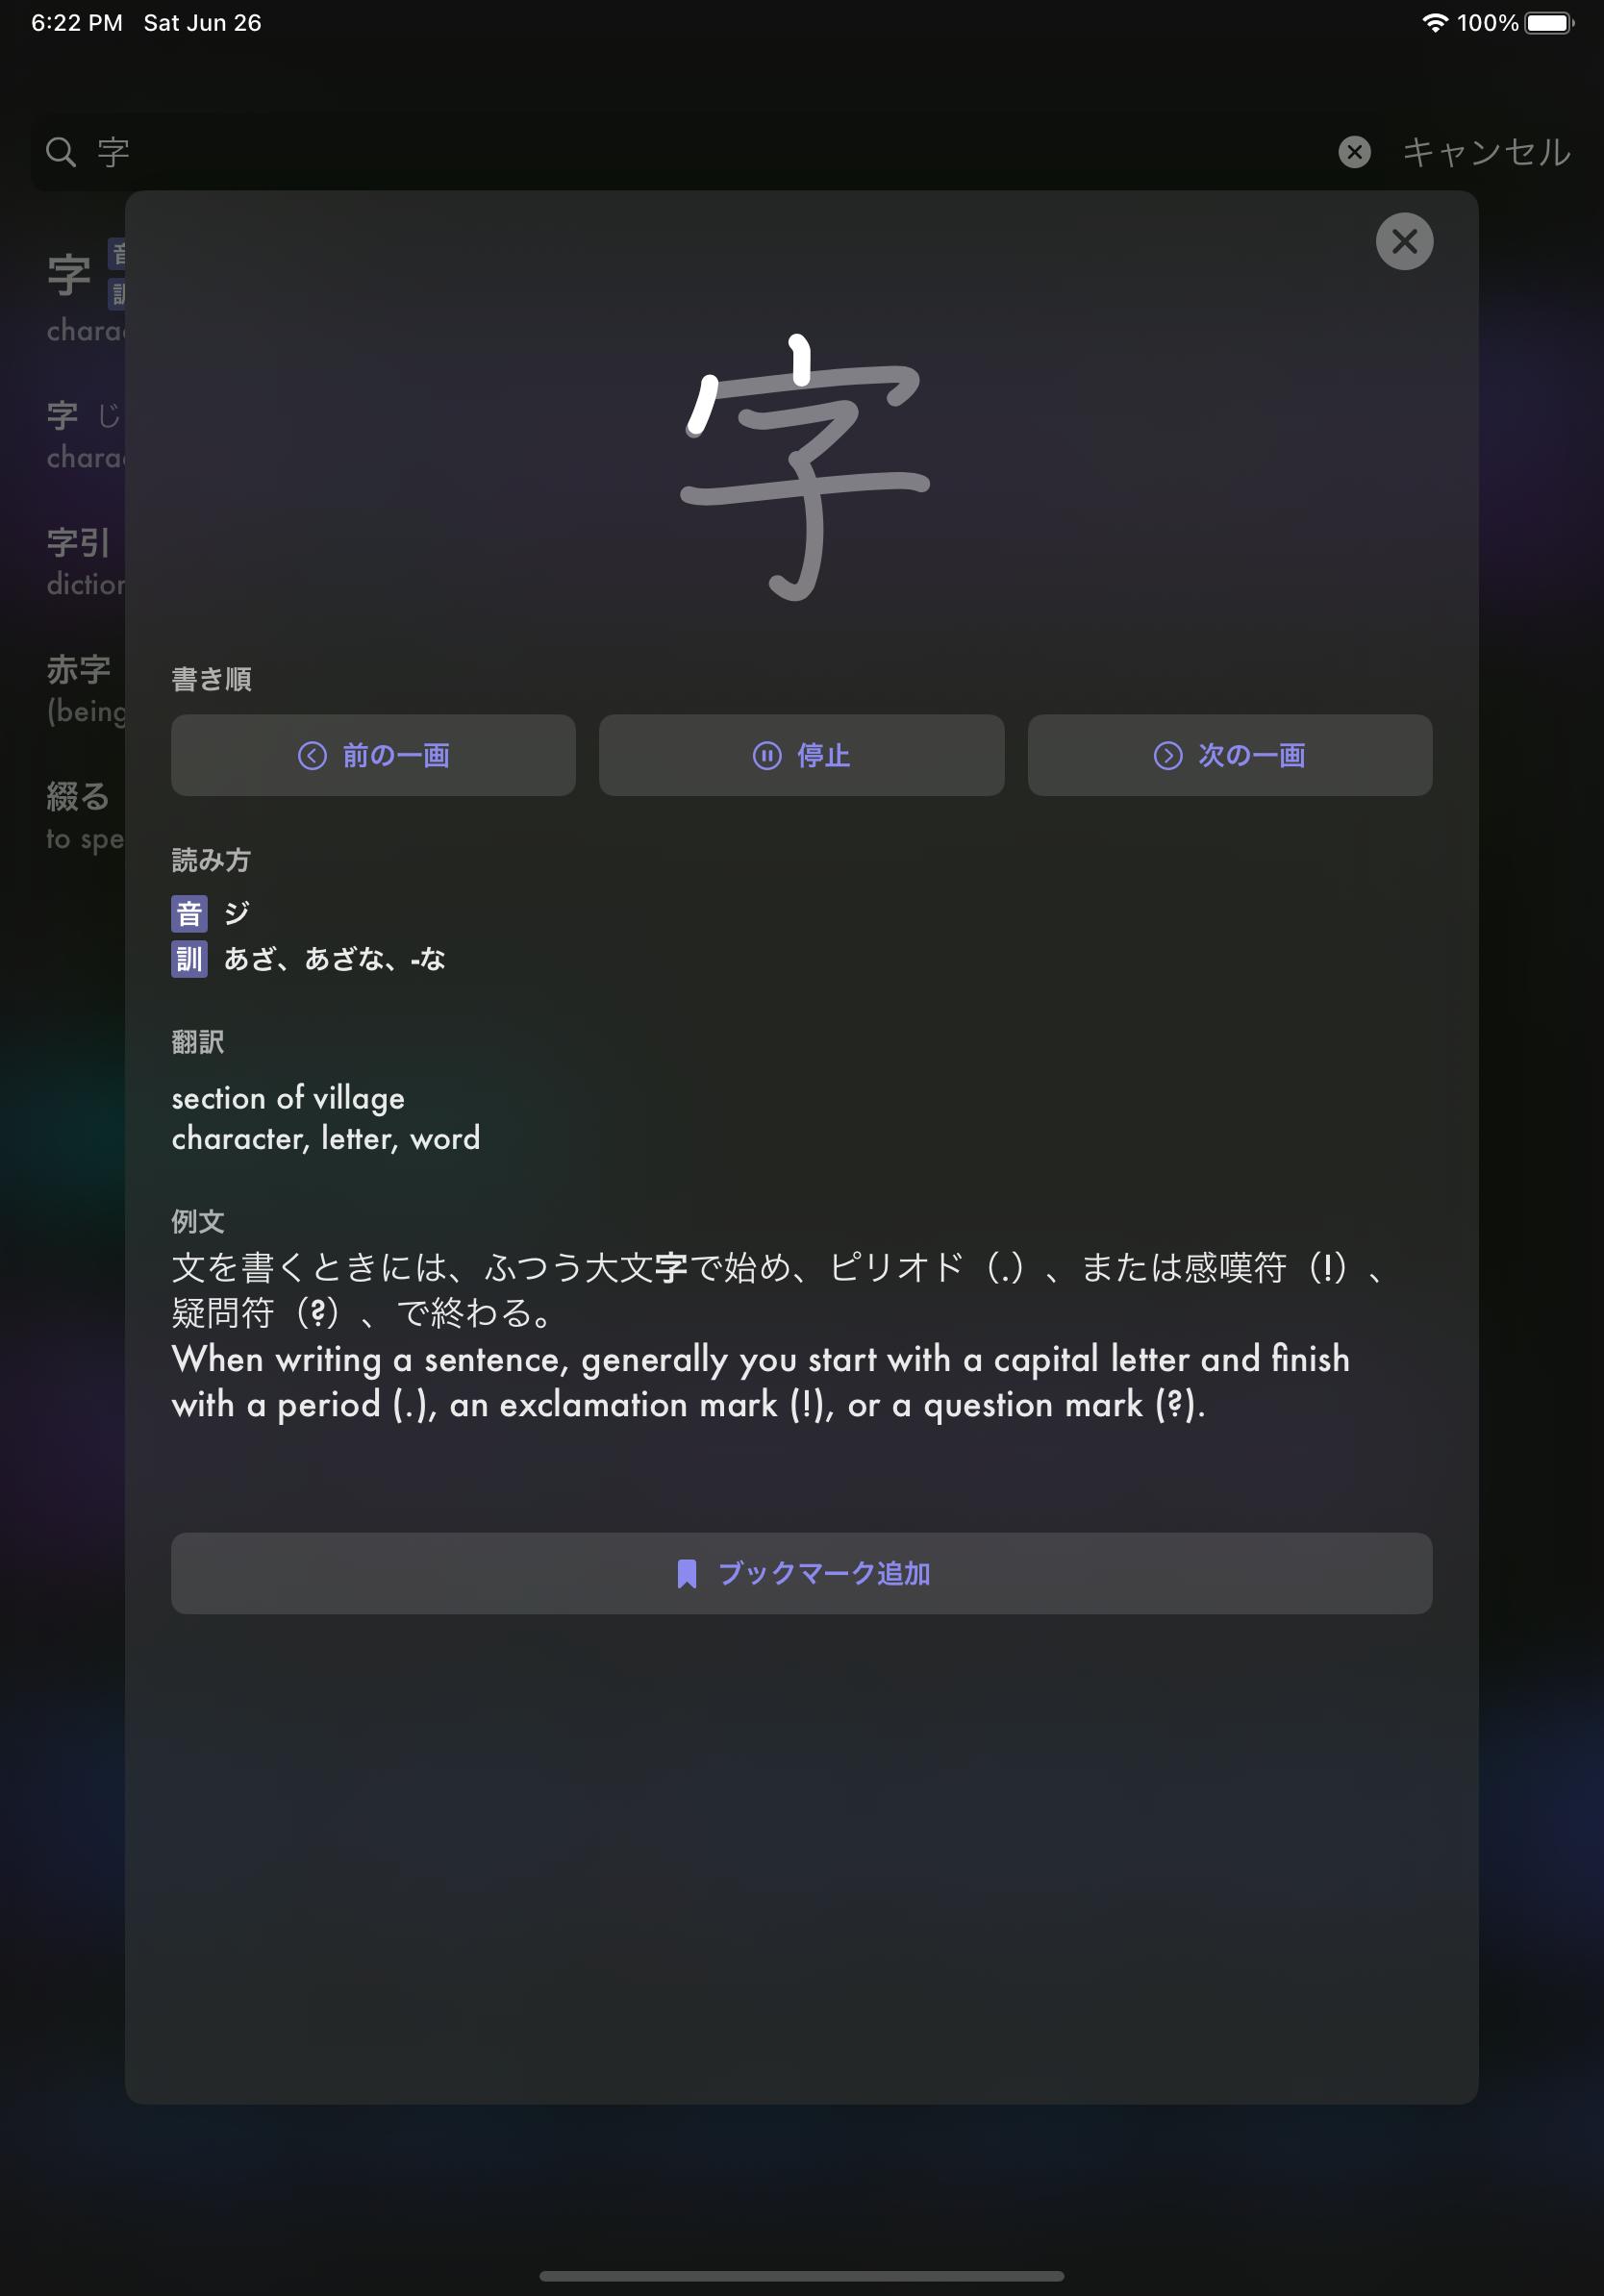 6:22 PM Sat Jun 26 100%
字 キャンセル
字
字 じ
字引
赤字
(being
綴る
to spe
字
書き順
前の一画 停止 次の一画
読み方
音 ジ
訓 あざ、あざな、-な
翻訳
section of village
character, letter, word
例文
文を書くときには、ふつう大文字で始め、ピリオド（.）、または感嘆符（!）、
疑問符（?）、で終わる。
When writing a sentence, generally you start with a capital letter and finish
with a period (.), an exclamation mark (!), or a question mark (?).
ブックマーク追加